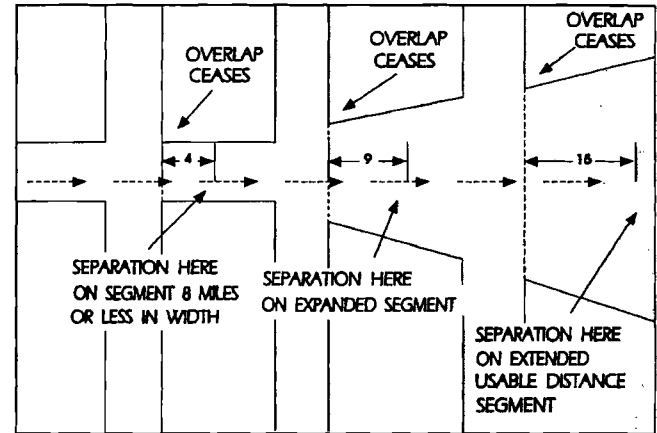 OVERLAP
CEASES
OVERLAP
CEASES
OVERLAP
CEASES
4
9
15
SEPARATION HERE
ON SEGMENT 8 MILES
OR LESS IN WIDTH
SEPARATION HERE
ON EXPANDED SEGMENT
SEPARATION HERE
ON EXTENDED
USABLE DISTANCE
SEGMENT